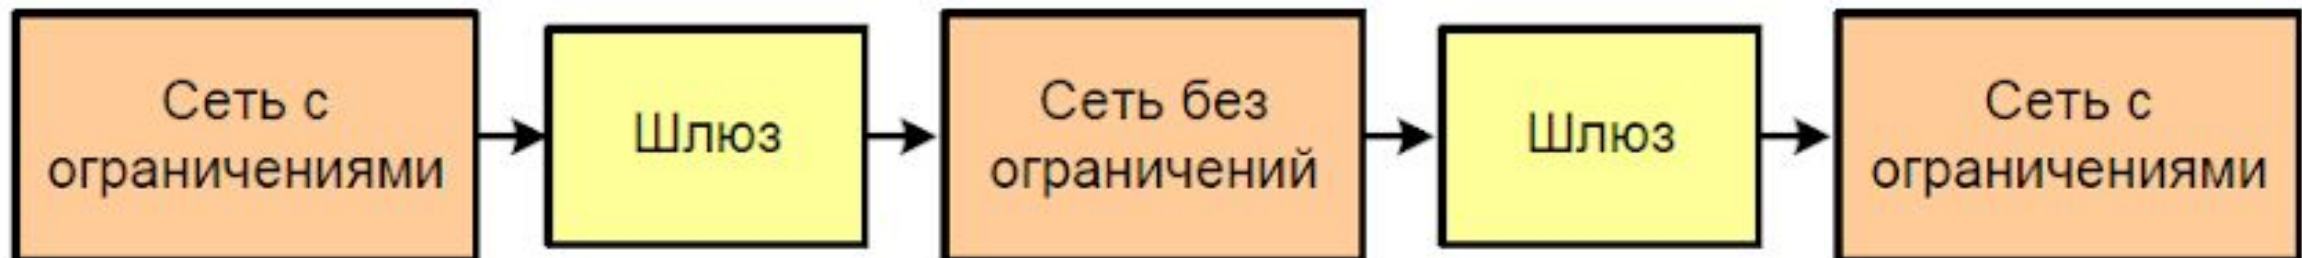 Сеть с
ограничениями
Шлюз
Сеть без
ограничений
Шлюз
Сеть с
ограничениями